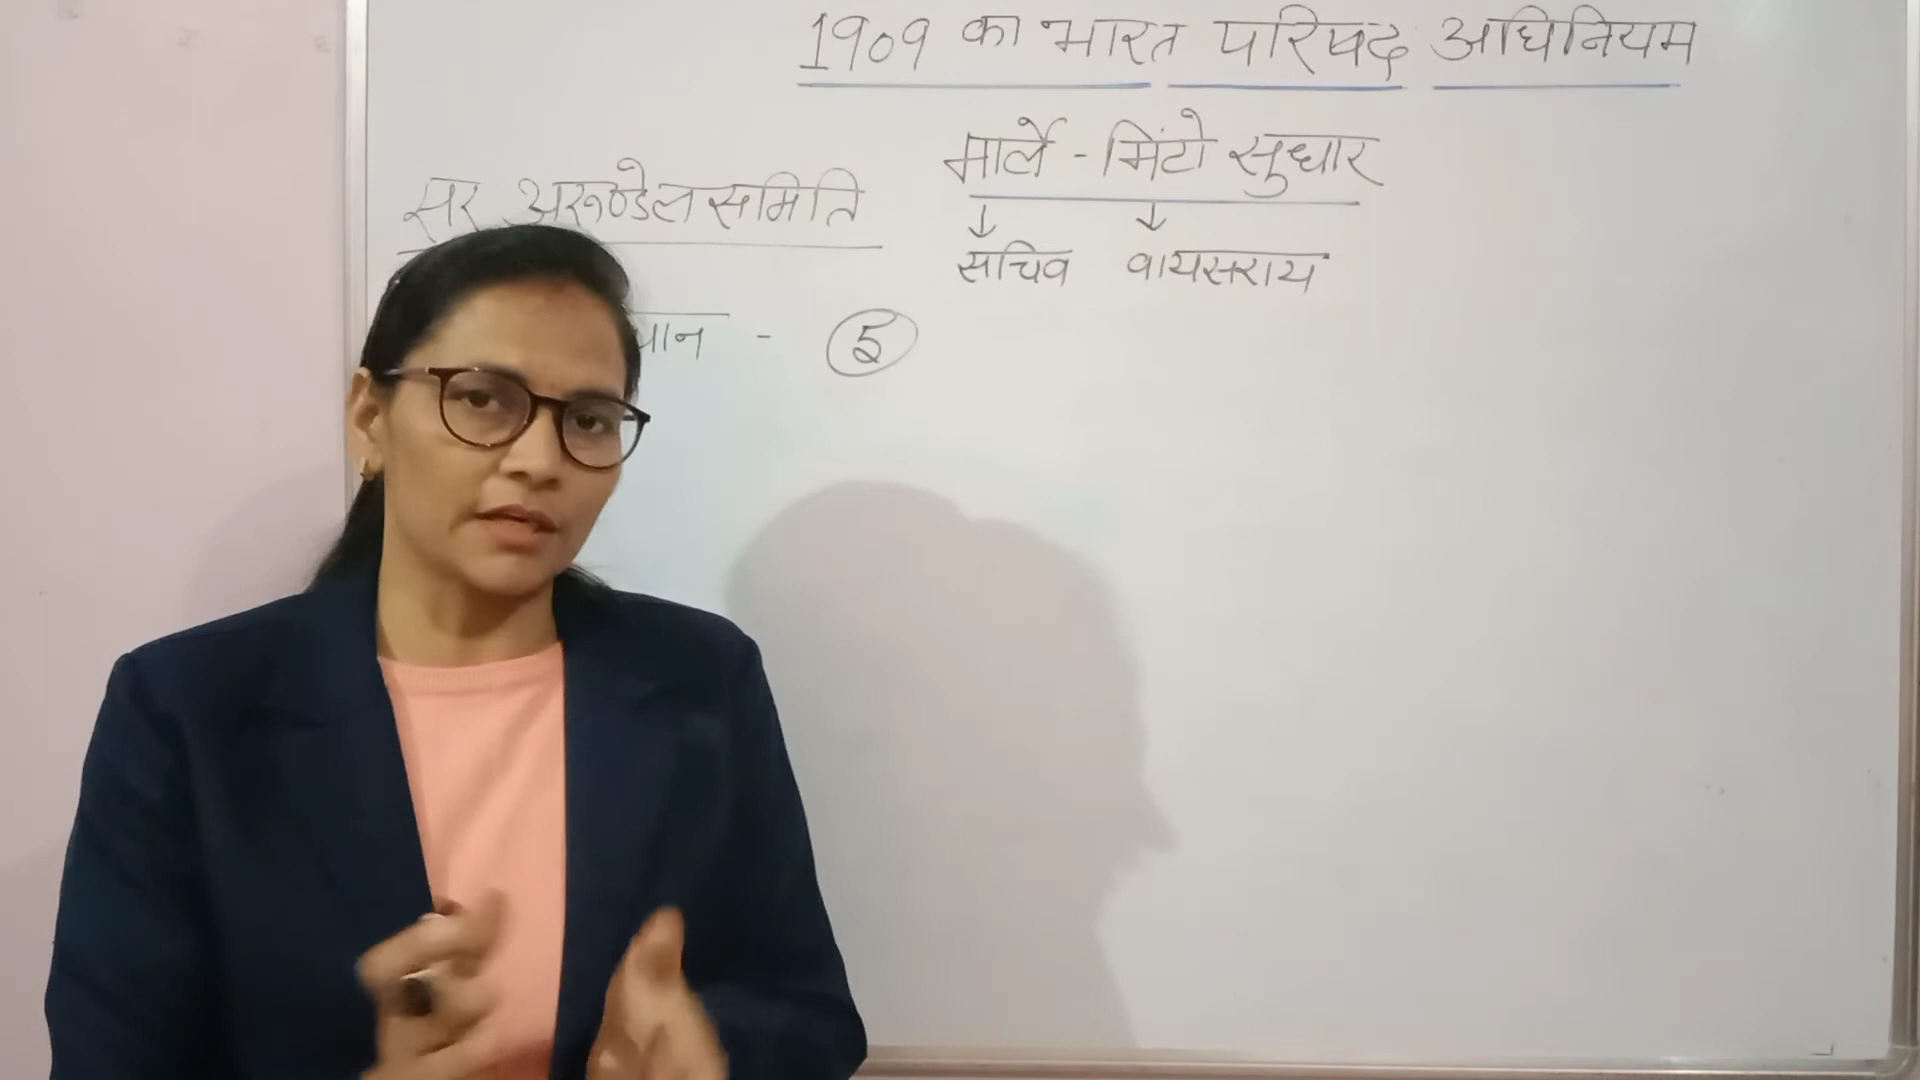 1909 का भारत परिषद अधिनियम
मार्ले - मिंटो सुधार
सर अरुण्डेल समिति
↓ ↓
सचिव वायसराय
- 5